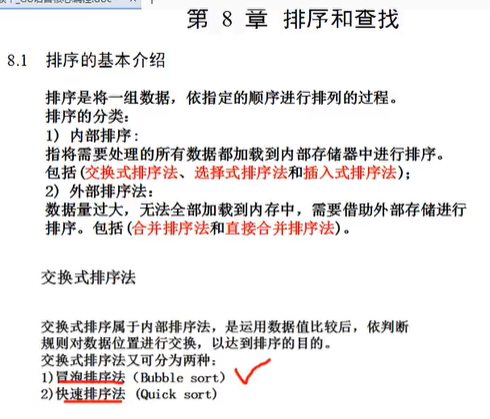 第 8 章 排序和查找
8.1 排序的基本介绍
排序是将一组数据，依指定的顺序进行排列的过程。
排序的分类：
1) 内部排序：
指将需要处理的所有数据都加载到内部存储器中进行排序。
包括(交换式排序法、选择式排序法和插入式排序法)；
2) 外部排序法：
数据量过大，无法全部加载到内存中，需要借助外部存储进行
排序。包括(合并排序法和直接合并排序法)。
交换式排序法
交换式排序属于内部排序法，是运用数据值比较后，依判断
规则对数据位置进行交换，以达到排序的目的。
交换式排序法又可分为两种：
1)冒泡排序法（Bubble sort）
2)快速排序法 (Quick sort)